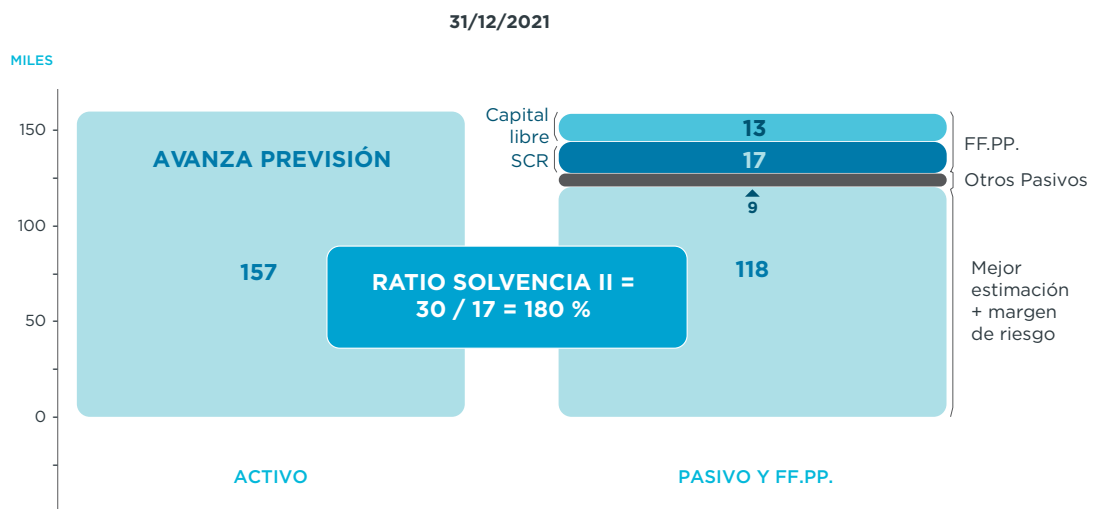 31/12/2021
MILES
150
100
50
0
AVANZA PREVISIÓN
157
RATIO SOLVENCIA II =
30 / 17 = 180 %
Capital
libre
SCR
13
17
9
118
FF.PP.
Otros Pasivos
Mejor
estimación
+ margen
de riesgo
ACTIVO
PASIVO Y FF.PP.